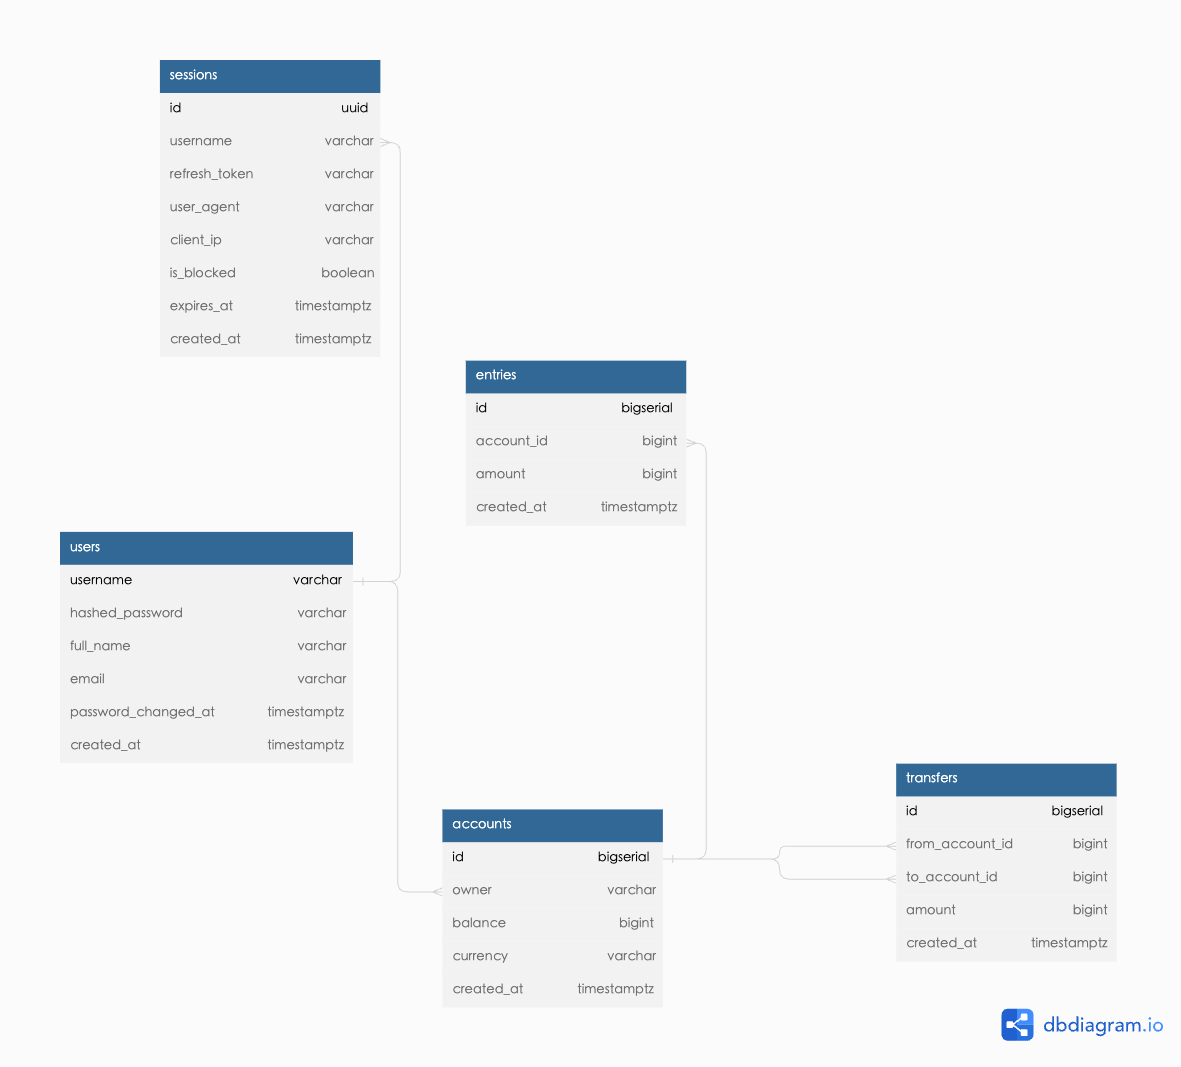 sessions
id uuid
username varchar
refresh_token varchar
user_agent varchar
client_ip varchar
is_blocked boolean
expires_at timestamptz
created_at timestamptz
entries
id bigserial
account_id bigint
amount bigint
created_at timestamptz
users
username varchar
hashed_password varchar
full_name varchar
email varchar
password_changed_at timestamptz
created_at timestamptz
accounts
id bigserial
owner varchar
balance bigint
currency varchar
created_at timestamptz
transfers
id bigserial
from_account_id bigint
to_account_id bigint
amount bigint
created_at timestamptz
dbdiagram.io